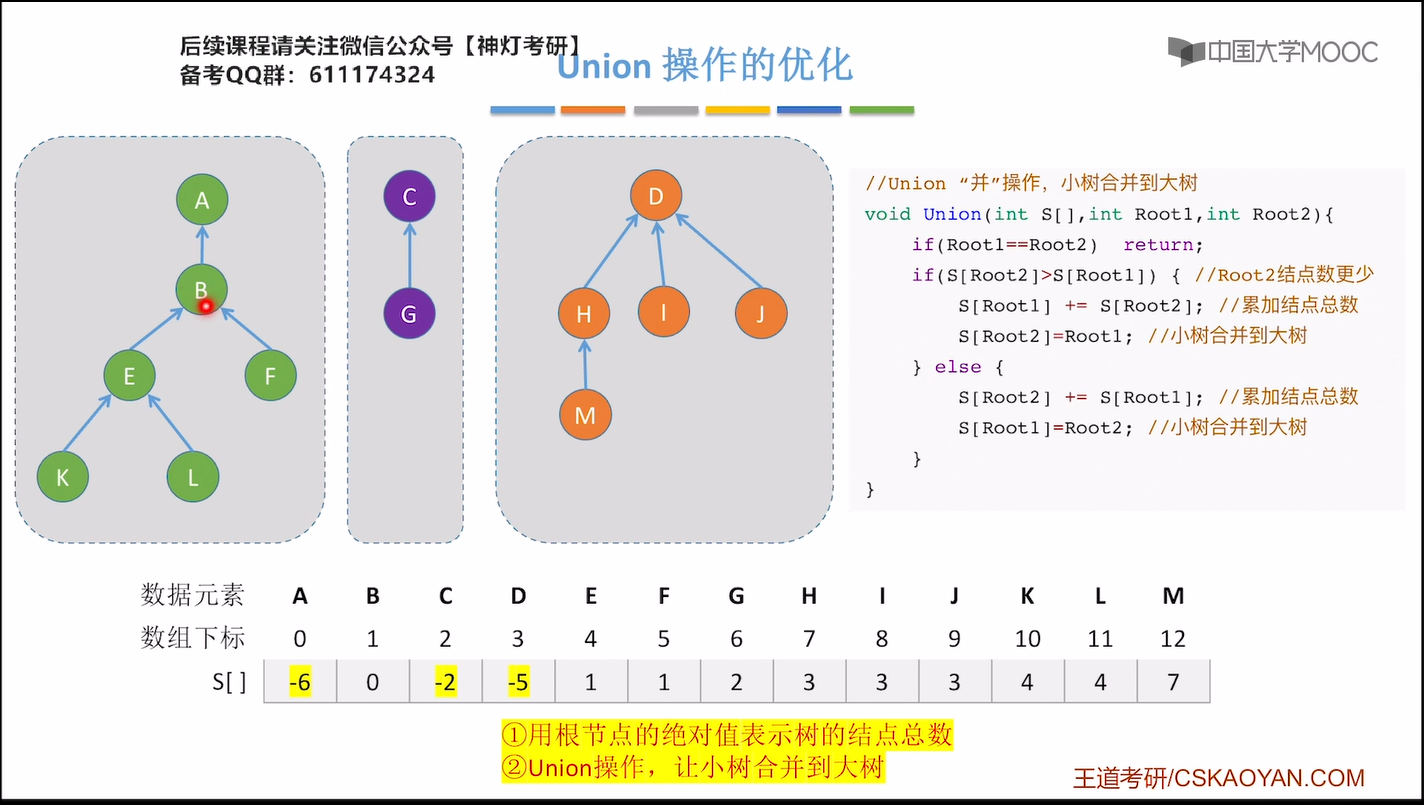 后续课程请关注微信公众号【神灯考研】
备考QQ群：611174324
Union 操作的优化
中国大学MOOC
A
B
E
F
K
L
C
G
D
H
I
J
M
//Union “并”操作，小树合并到大树
void Union(int S[],int Root1,int Root2){
if(Root1==Root2) return;
if(S[Root2]>S[Root1]) { //Root2结点数更少
S[Root1] += S[Root2]; //累加结点总数
S[Root2]=Root1; //小树合并到大树
} else {
S[Root2] += S[Root1]; //累加结点总数
S[Root1]=Root2; //小树合并到大树
}
}
数据元素 A B C D E F G H I J K L M
数组下标 0 1 2 3 4 5 6 7 8 9 10 11 12
S[ ] -6 0 -2 -5 1 1 2 3 3 3 4 4 7
①用根节点的绝对值表示树的结点总数
②Union操作，让小树合并到大树
王道考研/CSKAOYAN.COM